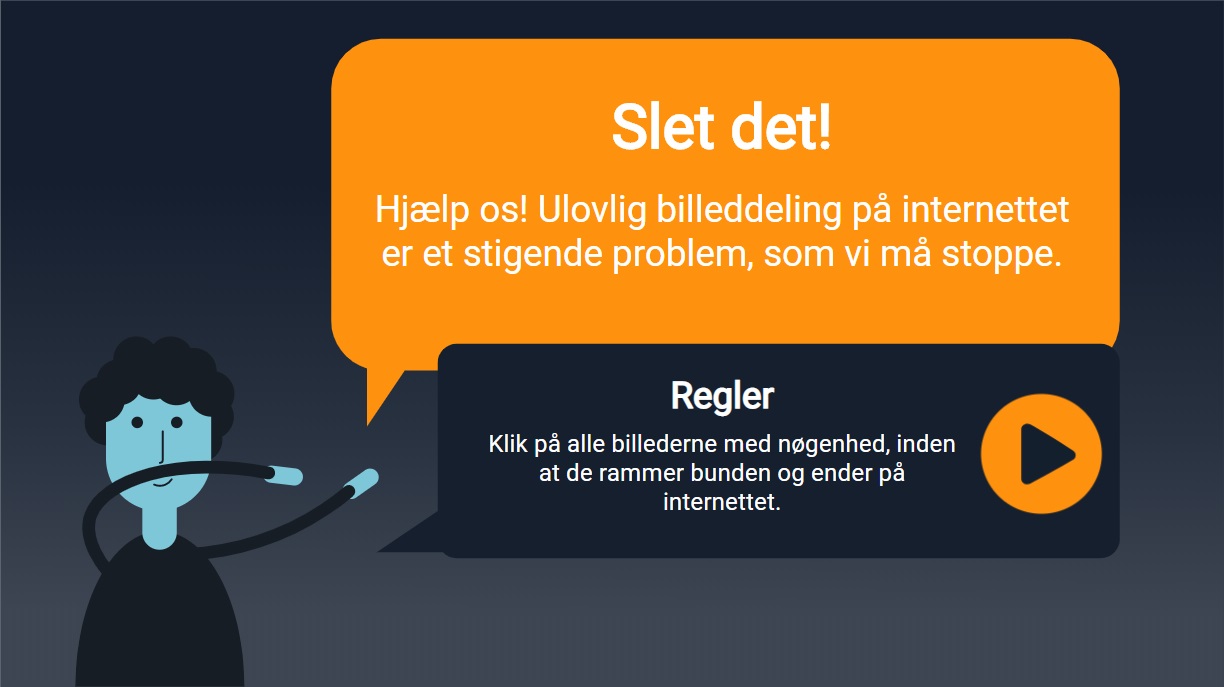 Slet det!
Hjælp os! Ulovlig billeddeling på internettet
er et stigende problem, som vi må stoppe.
Regler
Klik på alle billederne med nøgenhed, inden
at de rammer bunden og ender på
internettet.